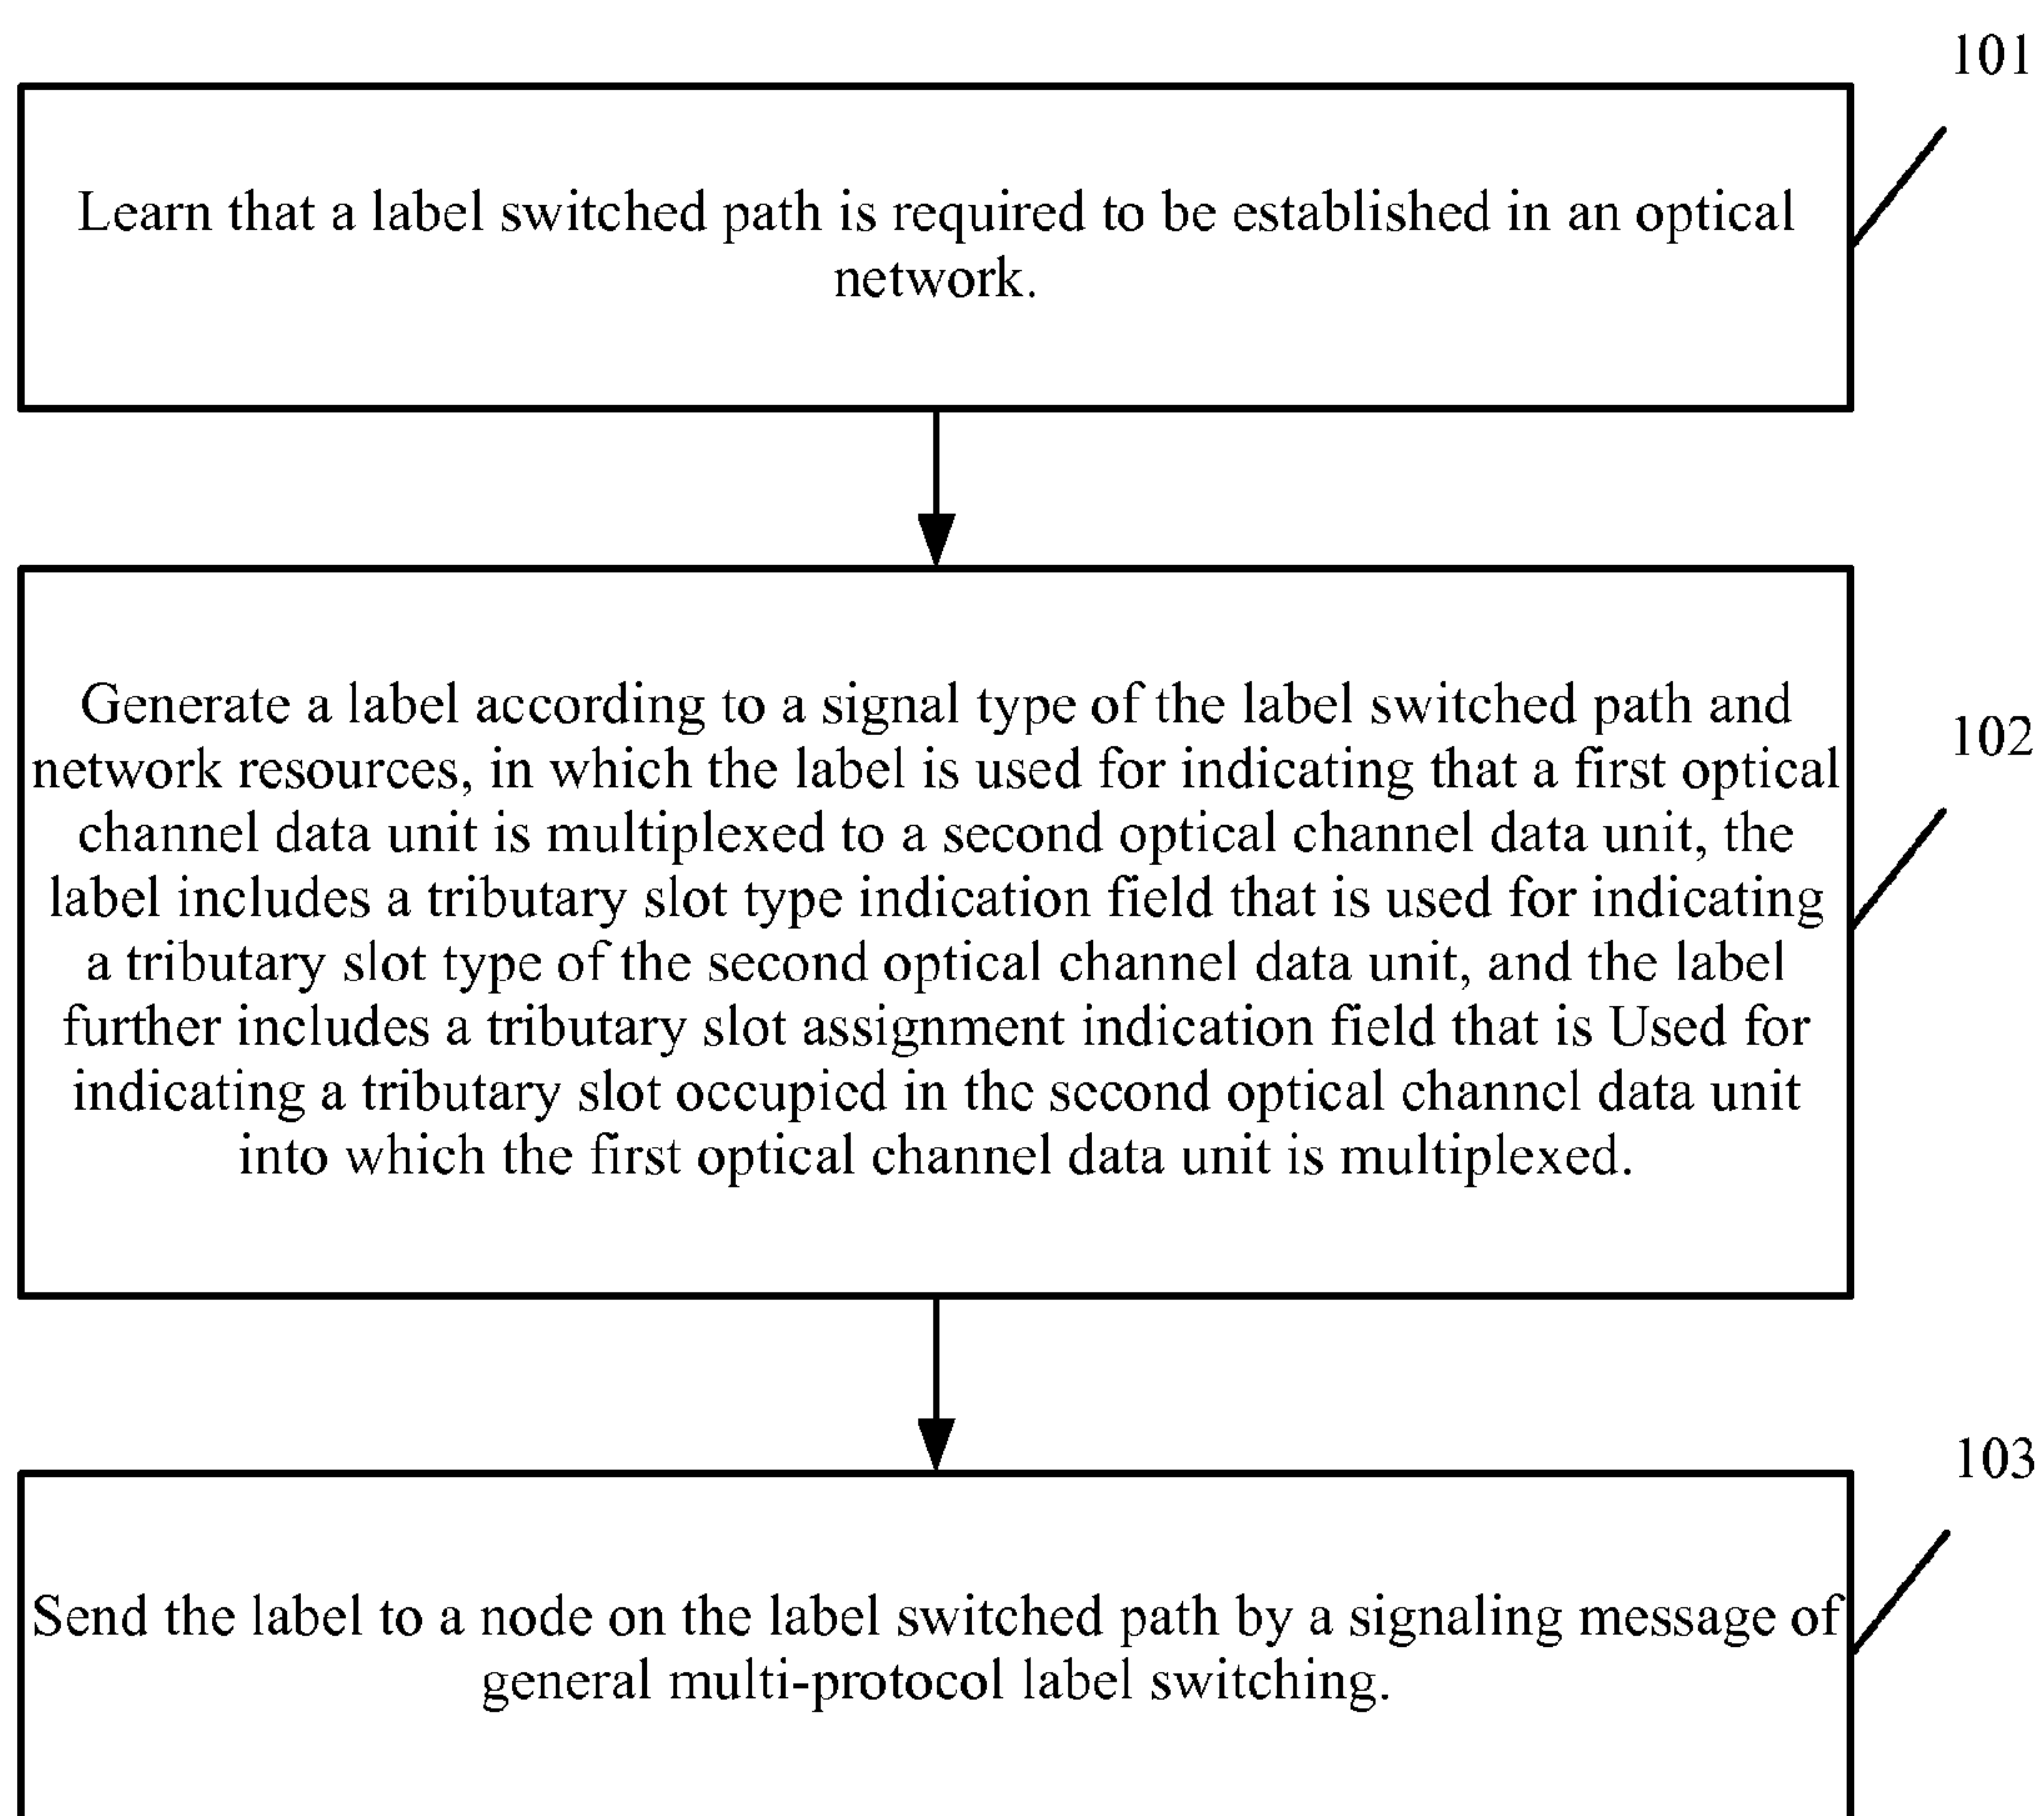 101
Learn that a label switched path is required to be established in an optical
network.
Generate a label according to a signal type of the label switched path and
102
network resources, in which the label is used for indicating that a first optical
channel data unit is multiplexed to a second optical channel data unit, the
label includes a tributary slot type indication field that is used for indicating
a tributary slot type of the second optical channel data unit, and the label
further includes a tributary slot assignment indication field that is Used for
indicating a tributary slot occupied in the second optical channel data unit
into which the first optical channel data unit is multiplexed.
103
Send the label to a node on the label switched path by a signaling message of
general multi-protocol label switching.